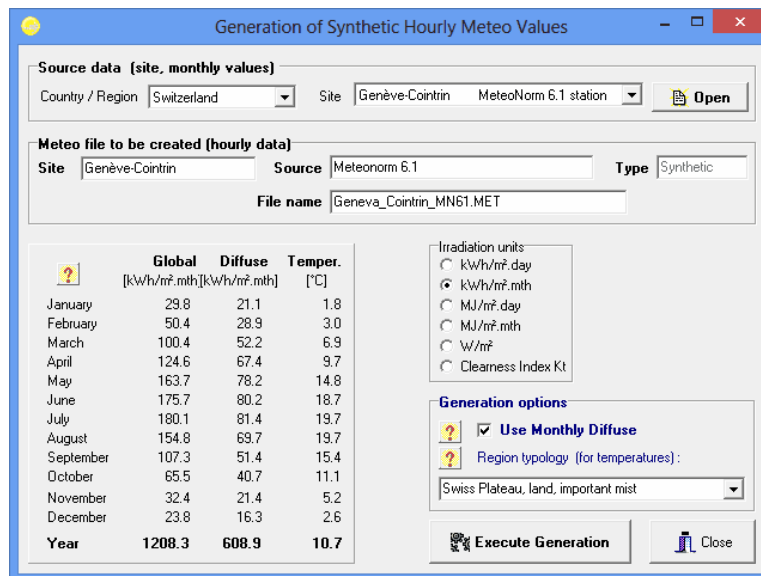 Generation of Synthetic Hourly Meteo Values
Source data (site, monthly values)
Country / Region Switzerland Site Genève-Cointrin MeteoNorm 6.1 station Open
Meteo file to be created (hourly data)
Site Genève-Cointrin Source Meteonorm 6.1 Type Synthetic
File name Geneva_Cointrin_MN61.MET
Global Diffuse Temper.
? [kWh/m².mth] [kWh/m².mth] [°C]
January 29.8 21.1 1.8
February 50.4 28.9 3.0
March 100.4 52.2 6.9
April 124.6 67.4 9.7
May 163.7 78.2 14.8
June 175.7 80.2 18.7
July 180.1 81.4 19.7
August 154.8 69.7 19.7
September 107.3 51.4 15.4
October 65.5 40.7 11.1
November 32.4 21.4 5.2
December 23.8 16.3 2.6
Year 1208.3 608.9 10.7
Irradiation units
kWh/m².day
kWh/m².mth
MJ/m².day
MJ/m².mth
W/m²
Clearness Index Kt
Generation options
? Use Monthly Diffuse
? Region typology (for temperatures) :
Swiss Plateau, land, important mist
Execute Generation Close